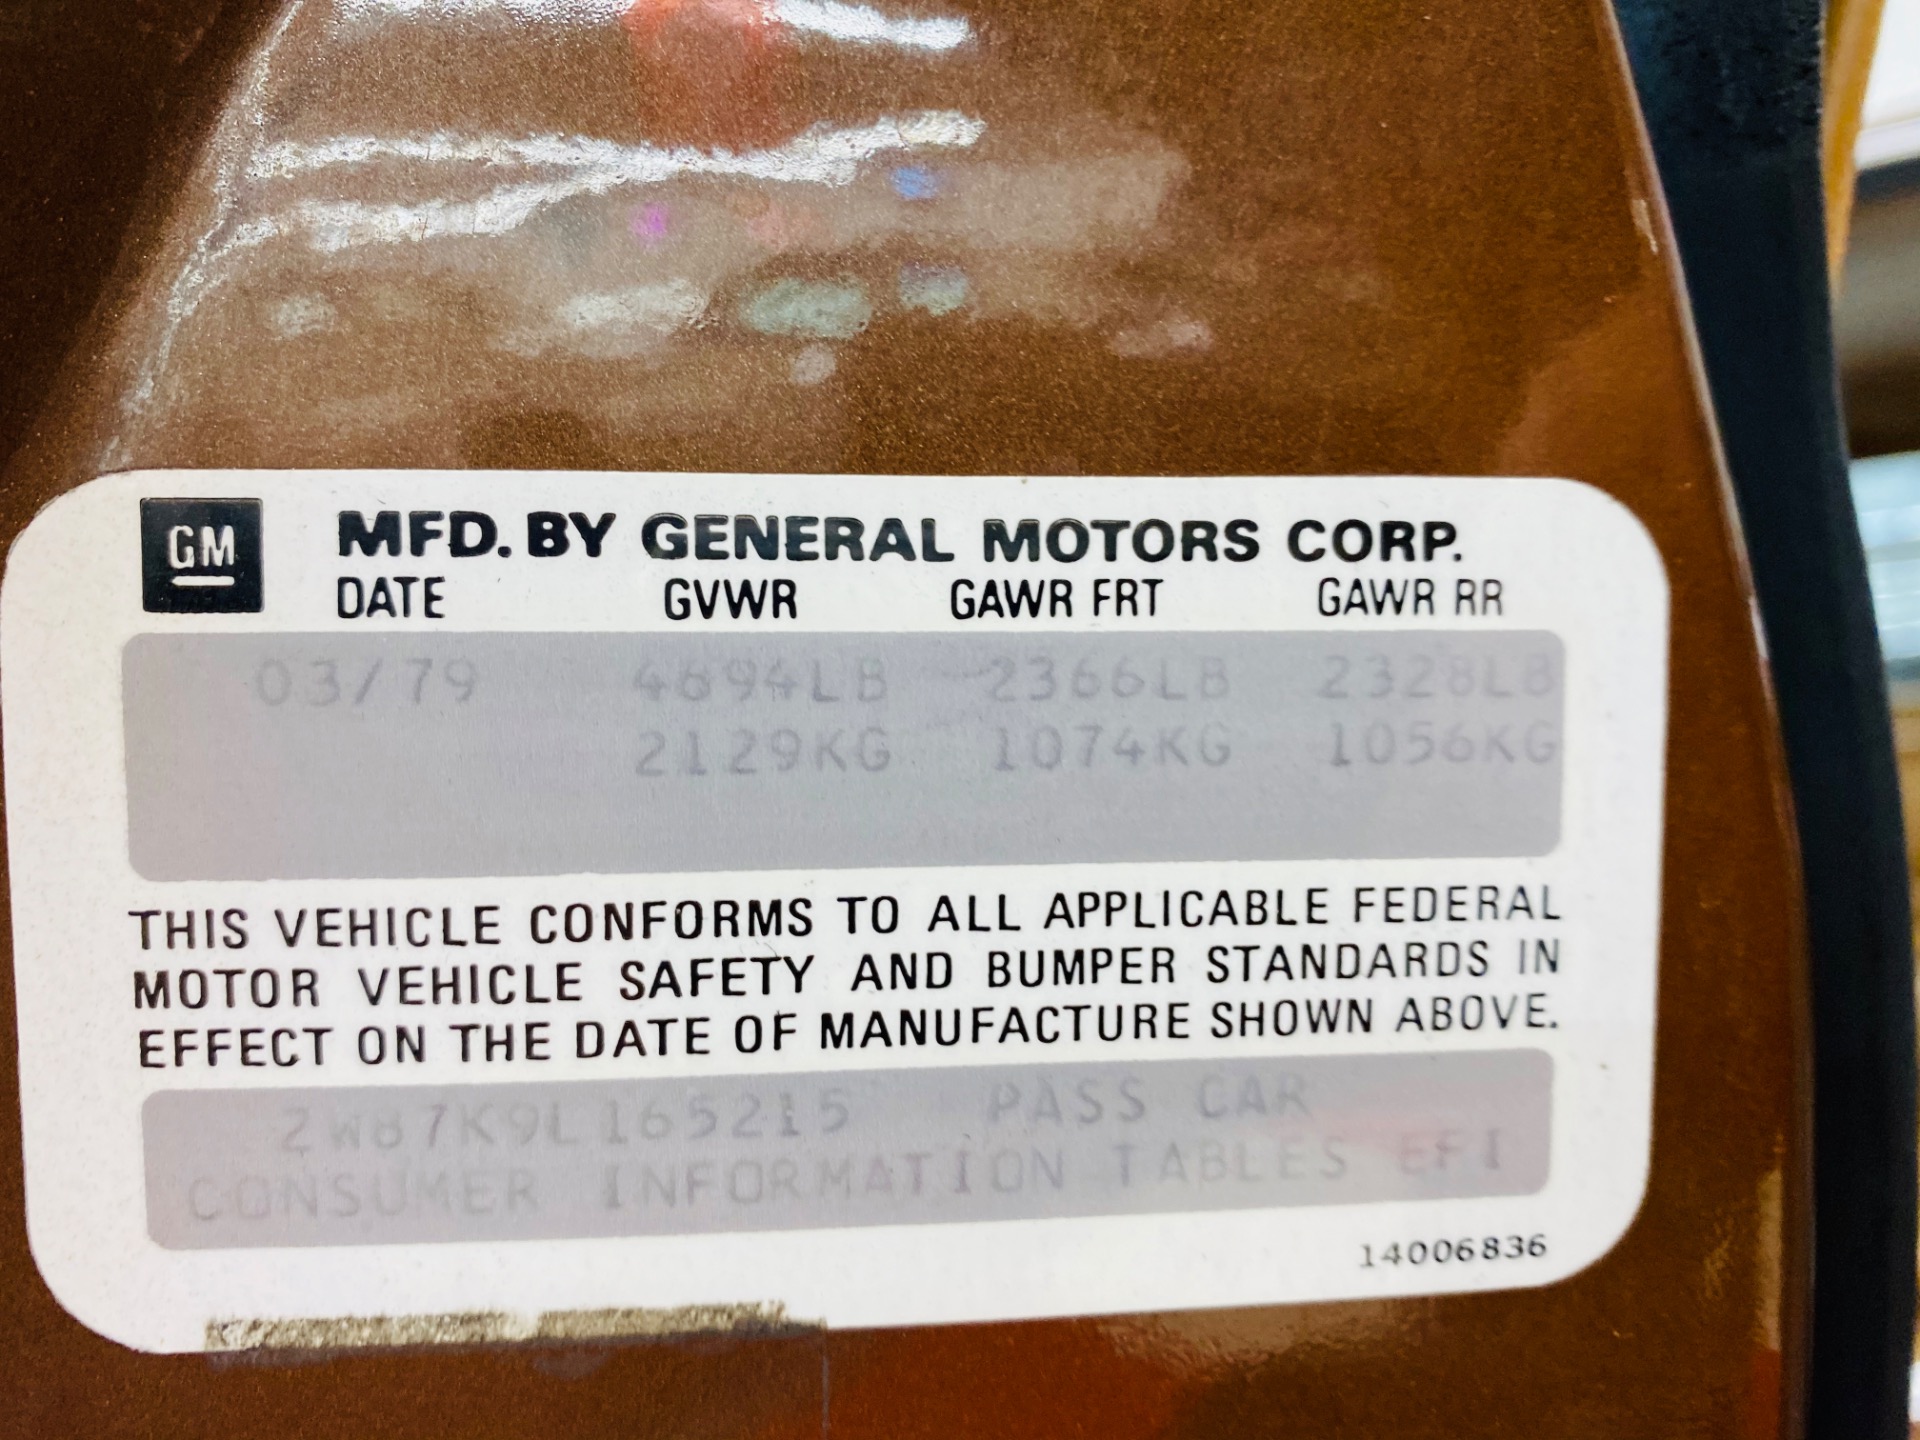 GM MFD. BY GENERAL MOTORS CORP.
DATE GVWR GAWR FRT GAWR RR
03/79 4694LB 2366LB 2328LB
2129KG 1074KG 1056KG
THIS VEHICLE CONFORMS TO ALL APPLICABLE FEDERAL
MOTOR VEHICLE SAFETY AND BUMPER STANDARDS IN
EFFECT ON THE DATE OF MANUFACTURE SHOWN ABOVE.
2W87K9L165215 PASS CAR
CONSUMER INFORMATION TABLES EFI
14006836